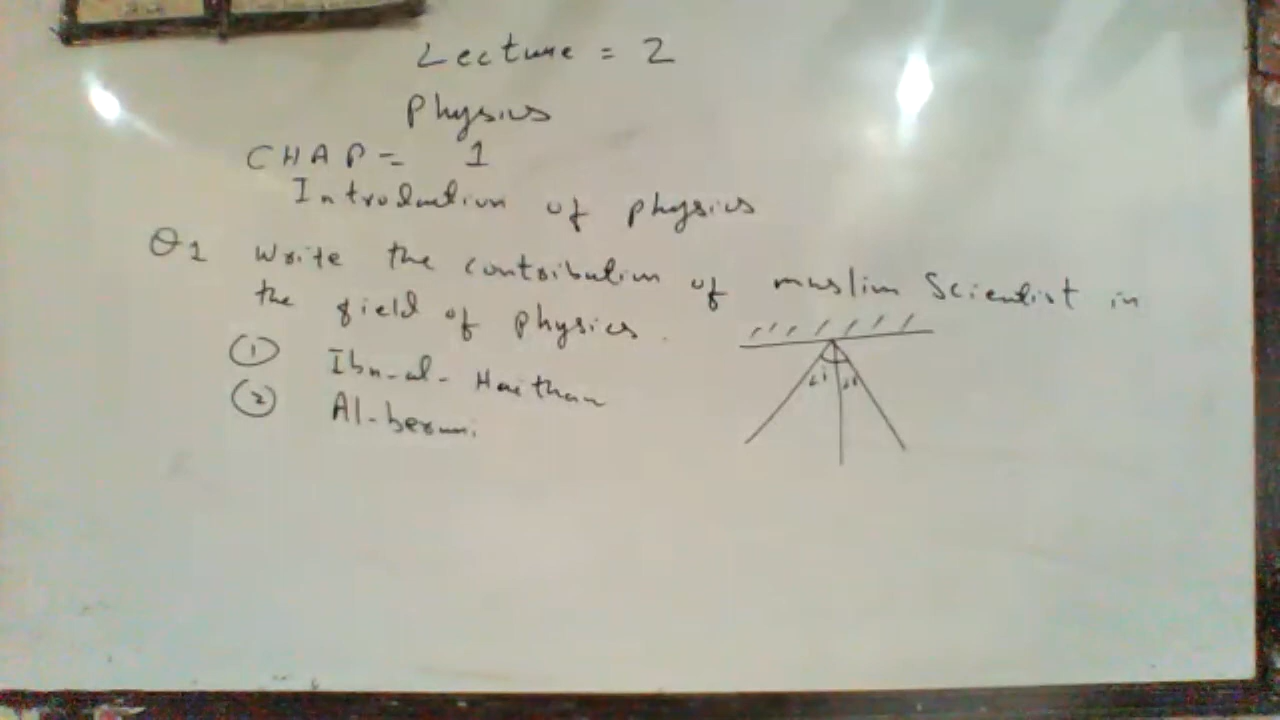 Lecture = 2
Physics
CHAP = 1
Introduction of physics
Q1 Write the contribution of muslim Scientist in
the field of physics.
① Ibn-al-Haitham
② Al-beruni
∠i ∠r